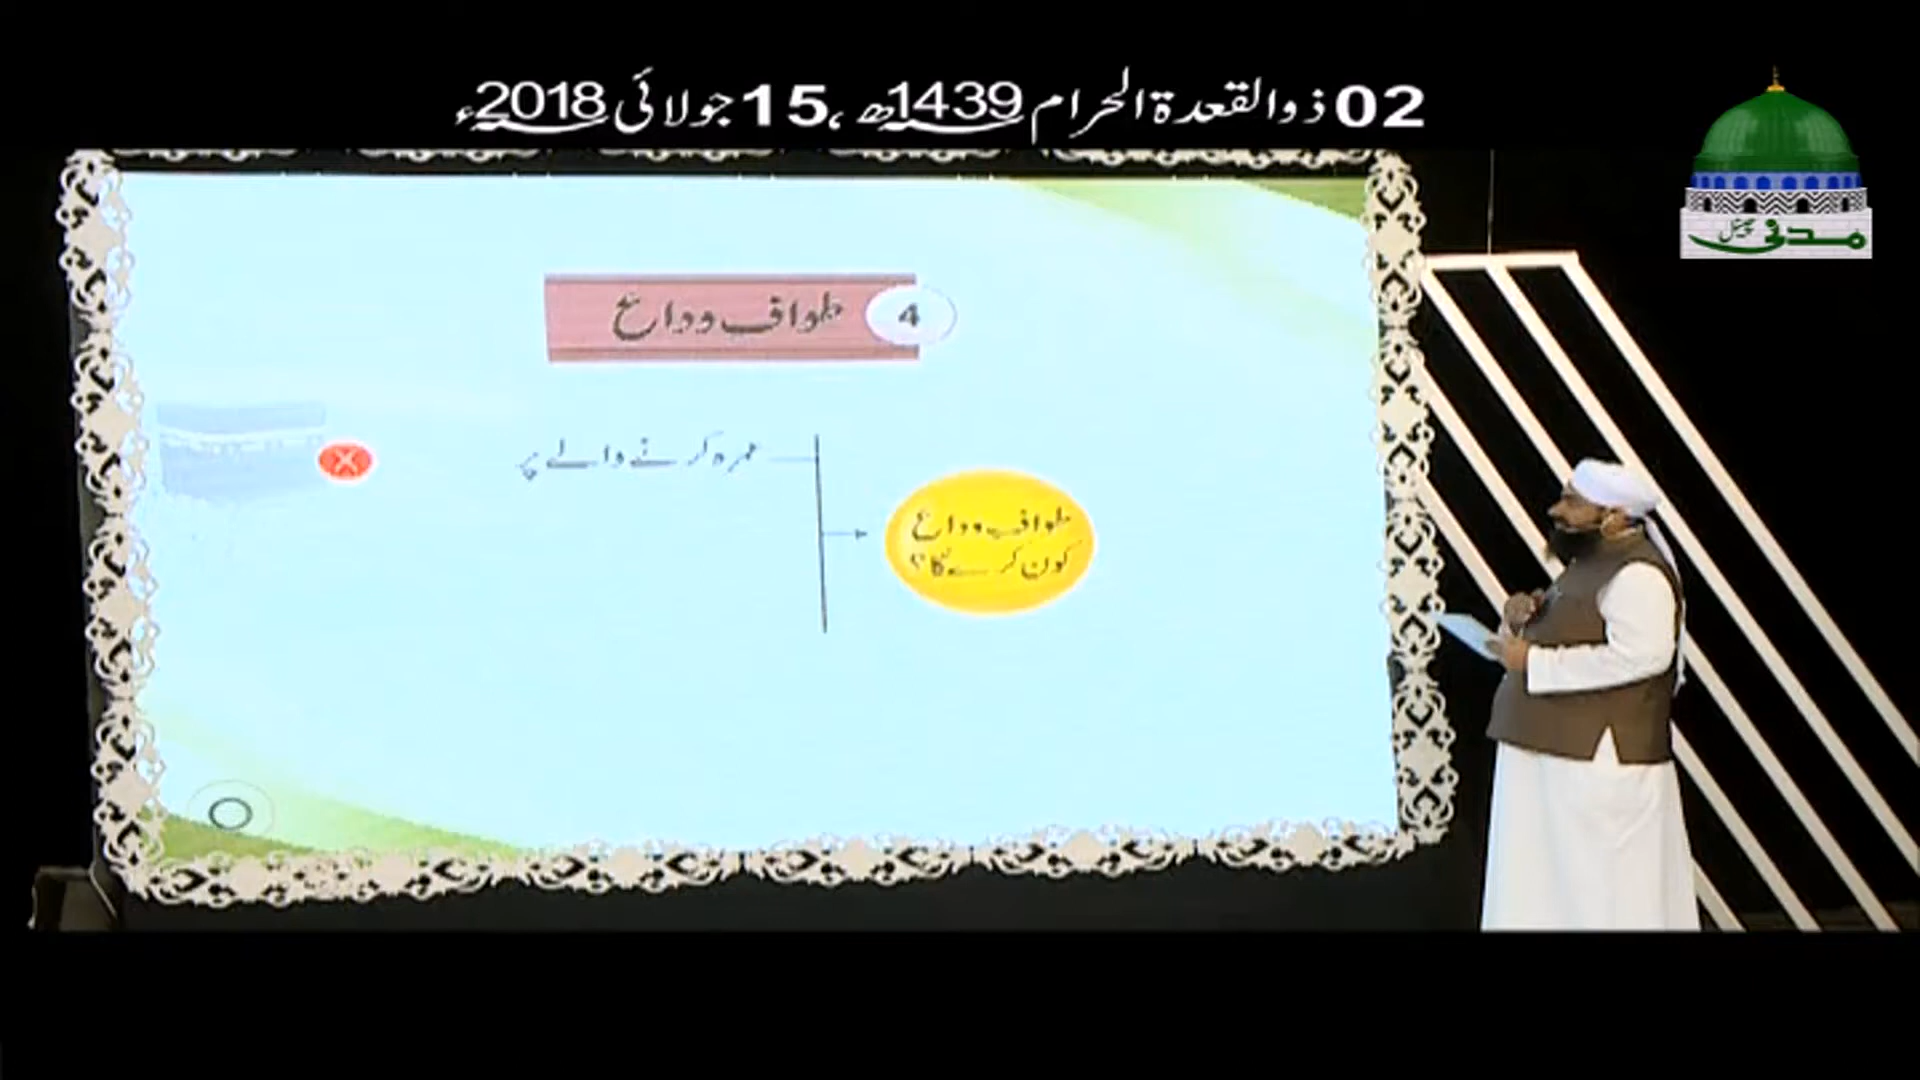 02 ذوالقعدۃ الحرام 1439ھ، 15 جولائی 2018ء
مدنی چینل
4 طواف وداع
عمرہ کرنے والے پر
طواف وداع
کون کرے گا؟